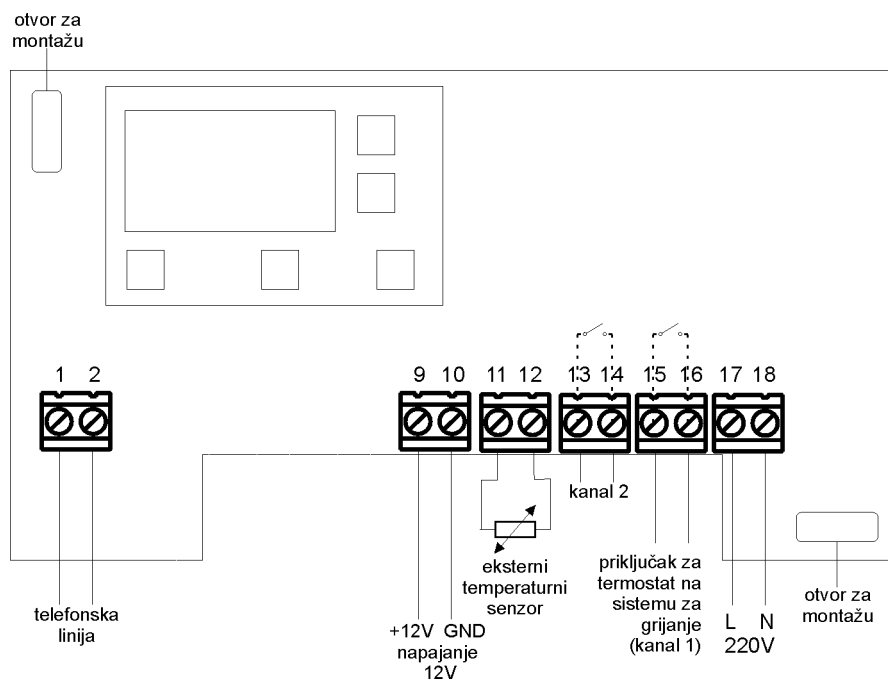 otvor za
montažu
1 2
9 10 11 12 13 14 15 16 17 18
telefonska
linija
+12V GND
napajanje
12V
eksterni
temperaturni
senzor
kanal 2
priključak za
termostat na
sistemu za
grijanje
(kanal 1)
L N
220V
otvor za
montažu